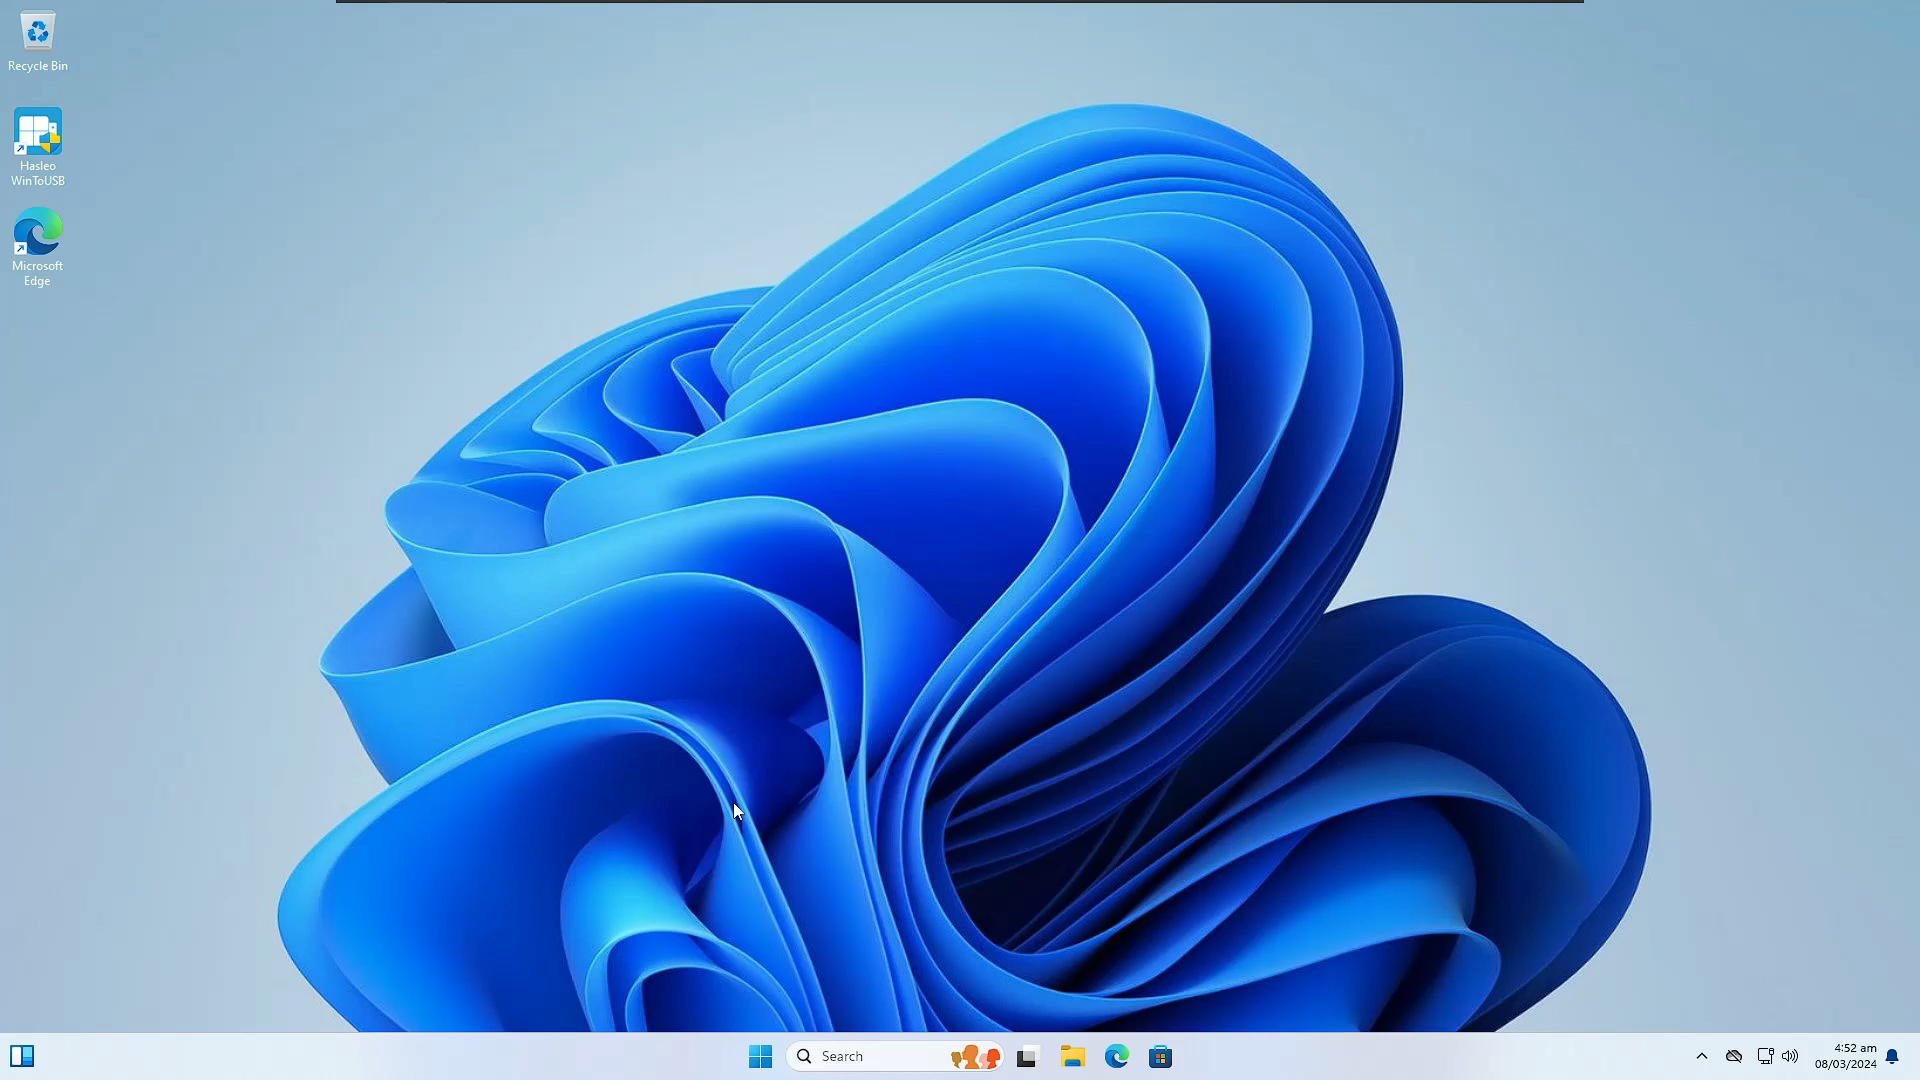 Recycle Bin
Hasleo
WinToUSB
Microsoft
Edge
Search
4:52 am
08/03/2024